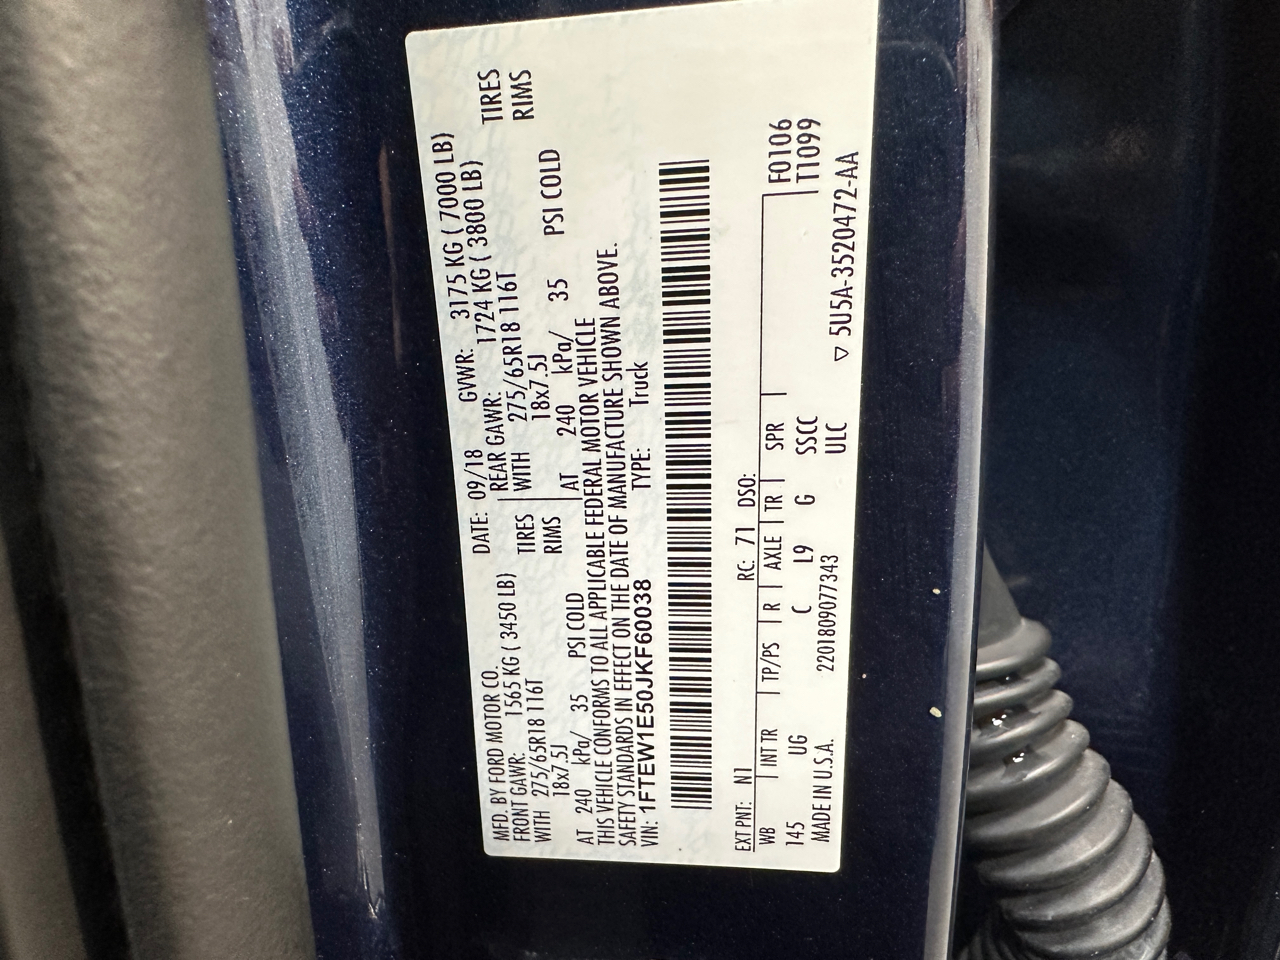 MFD. BY FORD MOTOR CO. DATE: 09/18 GVWR: 3175 KG ( 7000 LB)
FRONT GAWR: 1565 KG ( 3450 LB) REAR GAWR: 1724 KG ( 3800 LB)
WITH 275/65R18 116T TIRES WITH 275/65R18 116T TIRES
18x7.5J RIMS 18x7.5J RIMS
AT 240 kPa/ 35 PSI COLD AT 240 kPa/ 35 PSI COLD
THIS VEHICLE CONFORMS TO ALL APPLICABLE FEDERAL MOTOR VEHICLE
SAFETY STANDARDS IN EFFECT ON THE DATE OF MANUFACTURE SHOWN ABOVE.
VIN: 1FTEW1E50JKF60038 TYPE: Truck
EXT PNT: N1 RC: 71 DSO:
WB INT TR TP/PS R AXLE TR SPR F0106
T1099
145 UG C L9 G SSCC
ULC
MADE IN U.S.A. 2201809077343 ▽ 5U5A-3520472-AA